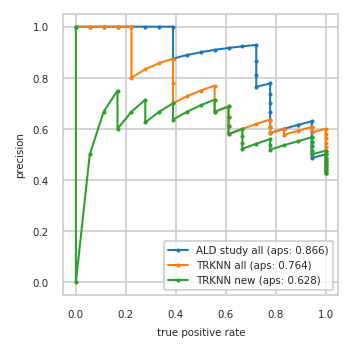 1.0
0.8
0.6
0.4
0.2
0.0
precision
ALD study all (aps: 0.866)
TRKNN all (aps: 0.764)
TRKNN new (aps: 0.628)
0.0 0.2 0.4 0.6 0.8 1.0
true positive rate